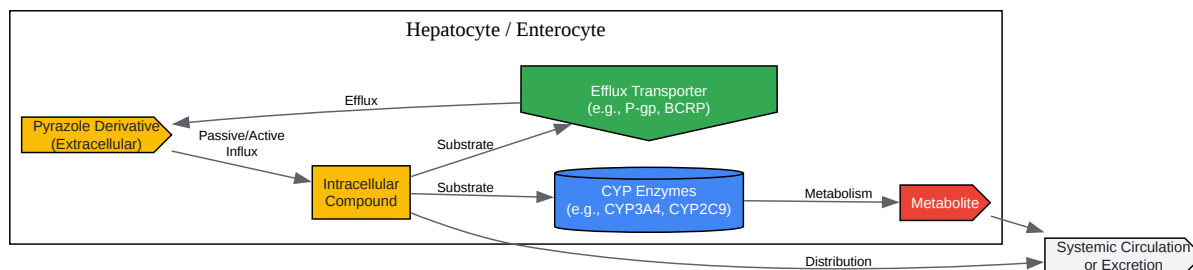 Hepatocyte / Enterocyte
Efflux Transporter
(e.g., P-gp, BCRP)
Efflux
Pyrazole Derivative
(Extracellular)
Passive/Active
Influx
Substrate
Intracellular
Compound
Substrate
CYP Enzymes
(e.g., CYP3A4, CYP2C9)
Metabolism
Metabolite
Distribution
Systemic Circulation
or Excretion